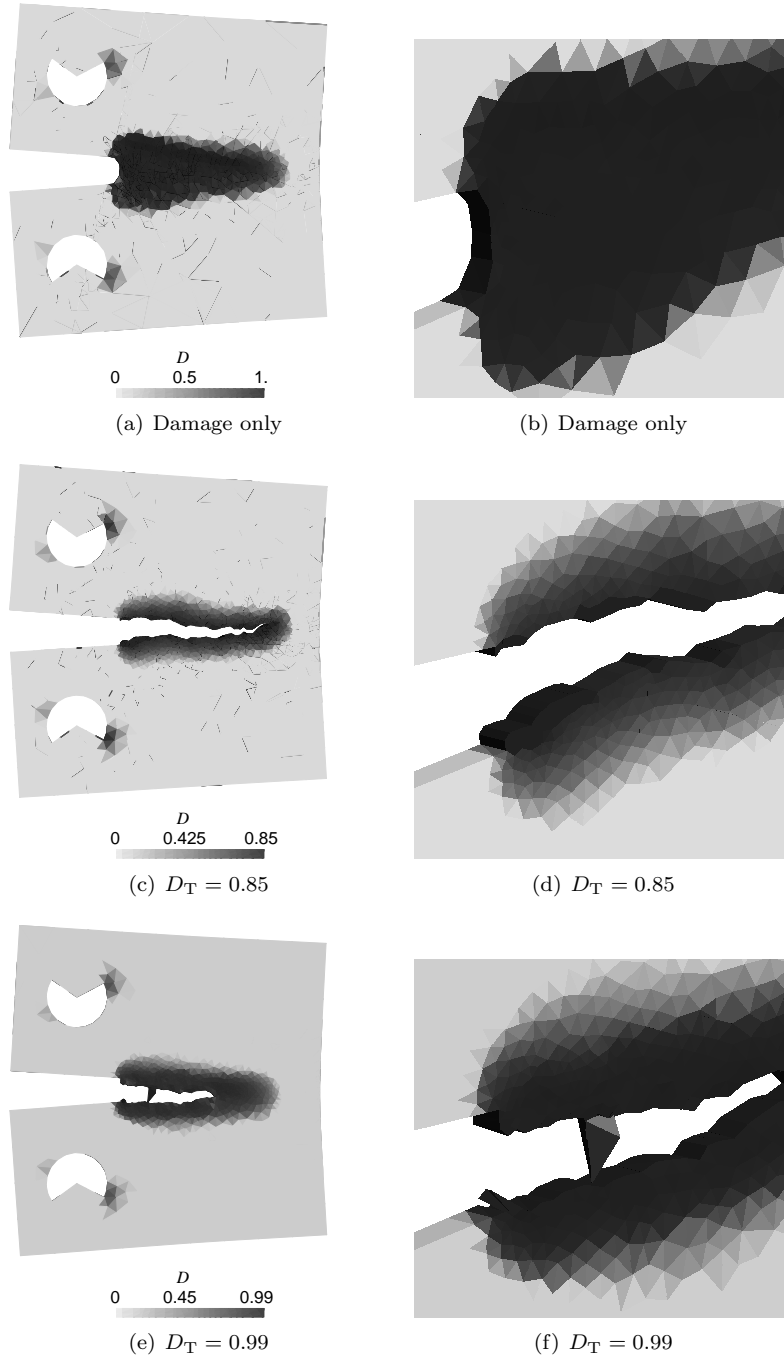 D
0 0.5 1.
(a) Damage only
(b) Damage only
D
0 0.425 0.85
(c) D_T = 0.85
(d) D_T = 0.85
D
0 0.45 0.99
(e) D_T = 0.99
(f) D_T = 0.99